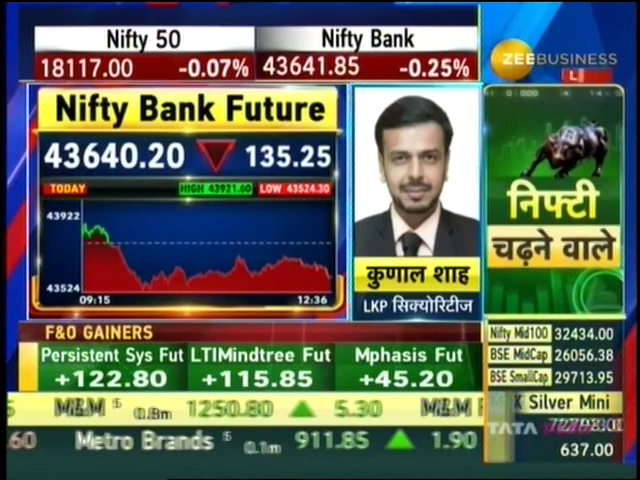 Nifty 50
18117.00 -0.07%
Nifty Bank
43641.85 -0.25%
ZEE BUSINESS
L
Nifty Bank Future
43640.20 135.25
TODAY HIGH 43921.60 LOW 43524.30
43922
43524
09:15 12:36
कुणाल शाह
LKP सिक्योरिटीज
निफ्टी
चढ़ने वाले
F&O GAINERS
Persistent Sys Fut LTIMindtree Fut Mphasis Fut
+122.80 +115.85 +45.20
Nifty Mid100 32434.00
BSE MidCap 26056.38
BSE SmallCap 29713.95
Silver Mini
637.00
M&M 0.8m 1250.80 5.30 M&M
.60 Metro Brands 0.1m 911.85 1.90
TATA